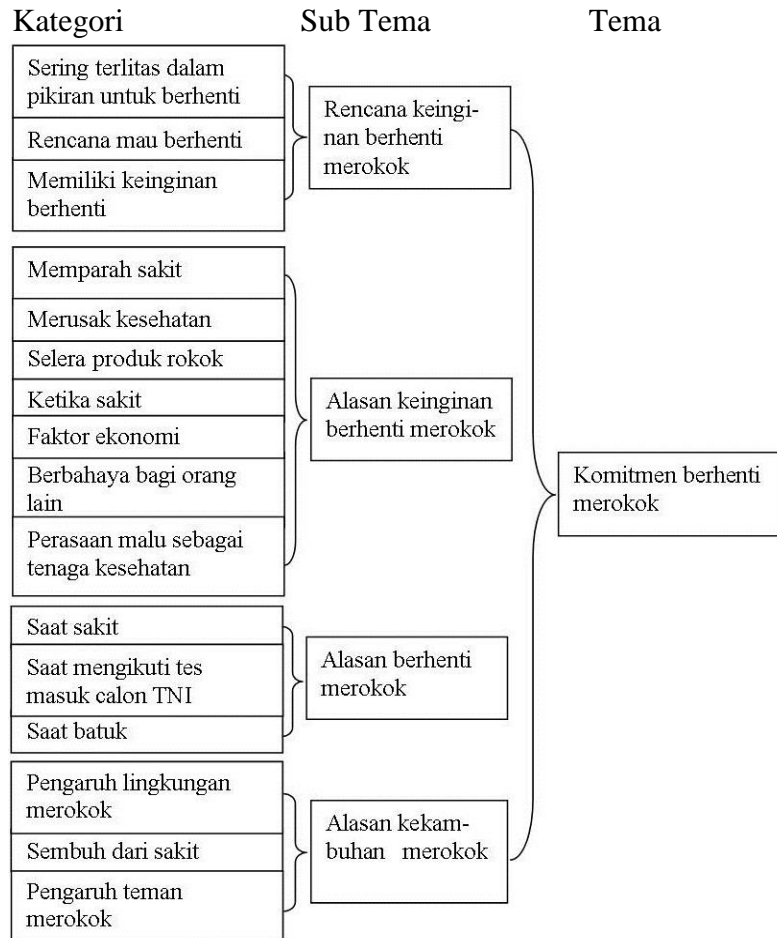 Kategori Sub Tema Tema
Sering terlitas dalam
pikiran untuk berhenti
Rencana mau berhenti
Memiliki keinginan
berhenti
Rencana keingi-
nan berhenti
merokok
Memparah sakit
Merusak kesehatan
Selera produk rokok
Ketika sakit
Faktor ekonomi
Berbahaya bagi orang
lain
Perasaan malu sebagai
tenaga kesehatan
Alasan keinginan
berhenti merokok
Saat sakit
Saat mengikuti tes
masuk calon TNI
Saat batuk
Alasan berhenti
merokok
Pengaruh lingkungan
merokok
Sembuh dari sakit
Pengaruh teman
merokok
Alasan kekam-
buhan merokok
Komitmen berhenti
merokok